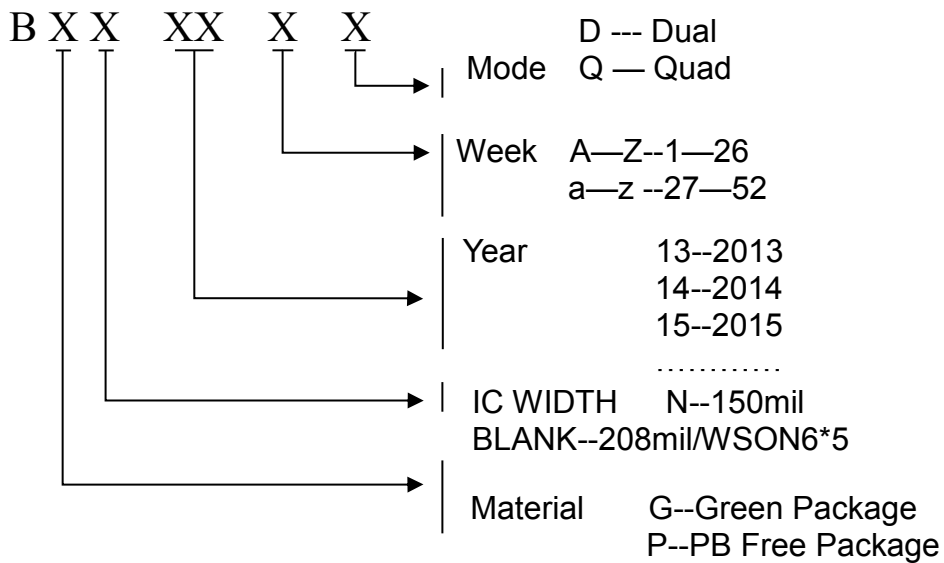 B X X XX X X
D --- Dual
Mode Q — Quad
Week A—Z--1—26
a—z --27—52
Year 13--2013
14--2014
15--2015
............
IC WIDTH N--150mil
BLANK--208mil/WSON6*5
Material G--Green Package
P--PB Free Package